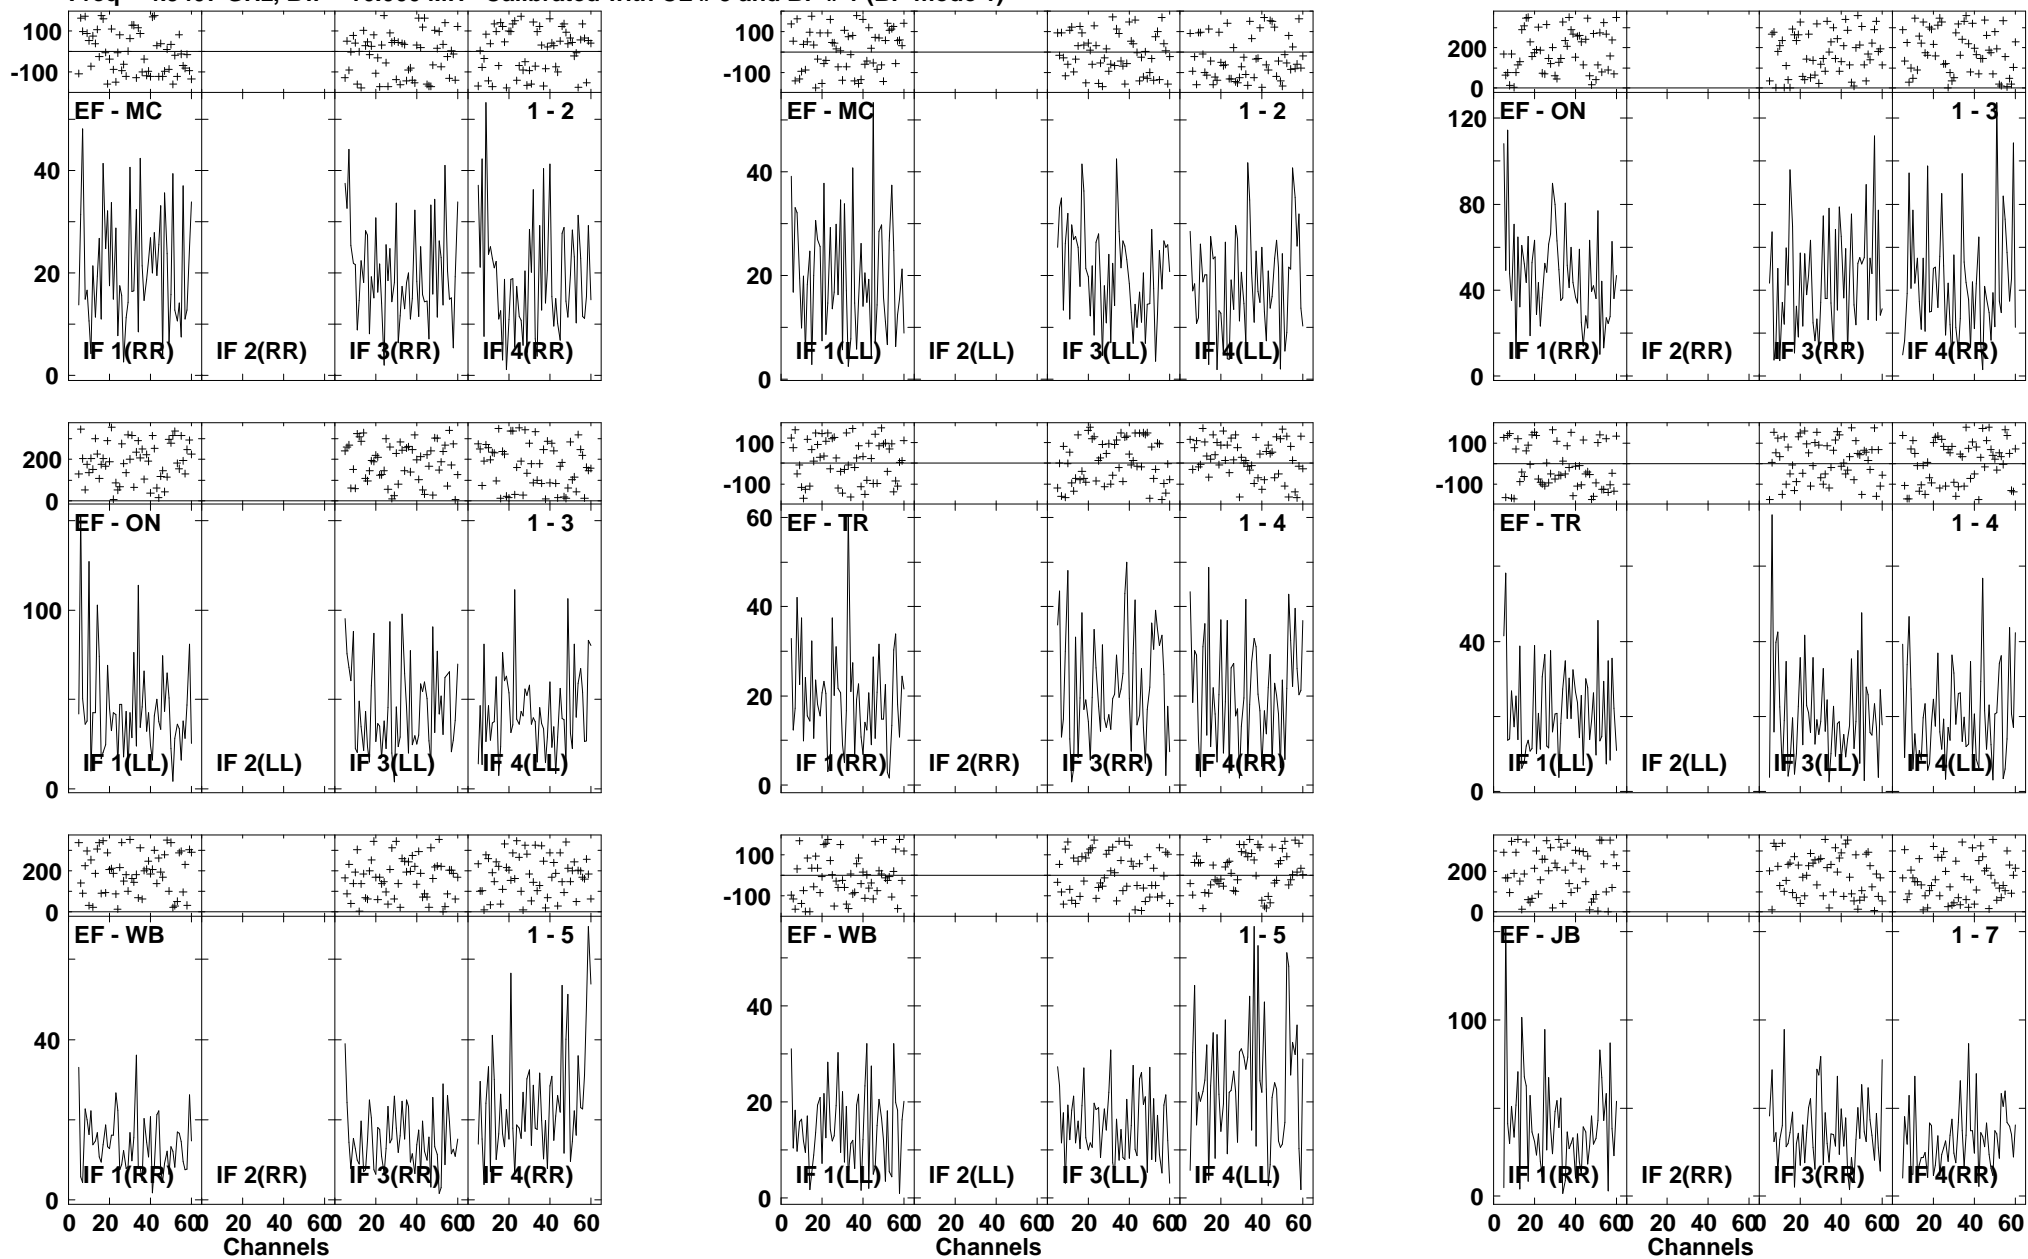 100 100 200
-100 -100 0
EF - MC 1 - 2 EF - MC 1 - 2 EF - ON 1 - 3
40 40 120
20 20 80
0 0 40
0
IF 1(RR) IF 2(RR) IF 3(RR) IF 4(RR) IF 1(LL) IF 2(LL) IF 3(LL) IF 4(LL) IF 1(RR) IF 2(RR) IF 3(RR) IF 4(RR)
200 100 100
0 -100 -100
EF - ON 1 - 3 EF - TR 1 - 4 EF - TR 1 - 4
100 60 40
0 40 0
20
0
IF 1(LL) IF 2(LL) IF 3(LL) IF 4(LL) IF 1(RR) IF 2(RR) IF 3(RR) IF 4(RR) IF 1(LL) IF 2(LL) IF 3(LL) IF 4(LL)
200 100 200
0 -100 0
EF - WB 1 - 5 EF - WB 1 - 5 EF - JB 1 - 7
40 40 100
0 20 0
0
IF 1(RR) IF 2(RR) IF 3(RR) IF 4(RR) IF 1(LL) IF 2(LL) IF 3(LL) IF 4(LL) IF 1(RR) IF 2(RR) IF 3(RR) IF 4(RR)
0 20 40 60 0 20 40 60 0 20 40 60 0 20 40 60 0 20 40 60 0 20 40 60 0 20 40 60 0 20 40 60 0 20 40 60 0 20 40 60 0 20 40 60 0 20 40 60
Channels Channels Channels